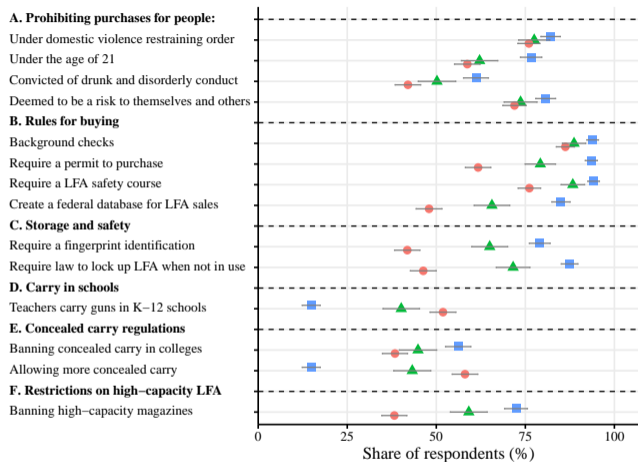 A. Prohibiting purchases for people:
Under domestic violence restraining order
Under the age of 21
Convicted of drunk and disorderly conduct
Deemed to be a risk to themselves and others
B. Rules for buying
Background checks
Require a permit to purchase
Require a LFA safety course
Create a federal database for LFA sales
C. Storage and safety
Require a fingerprint identification
Require law to lock up LFA when not in use
D. Carry in schools
Teachers carry guns in K−12 schools
E. Concealed carry regulations
Banning concealed carry in colleges
Allowing more concealed carry
F. Restrictions on high−capacity LFA
Banning high−capacity magazines
0 25 50 75 100
Share of respondents (%)